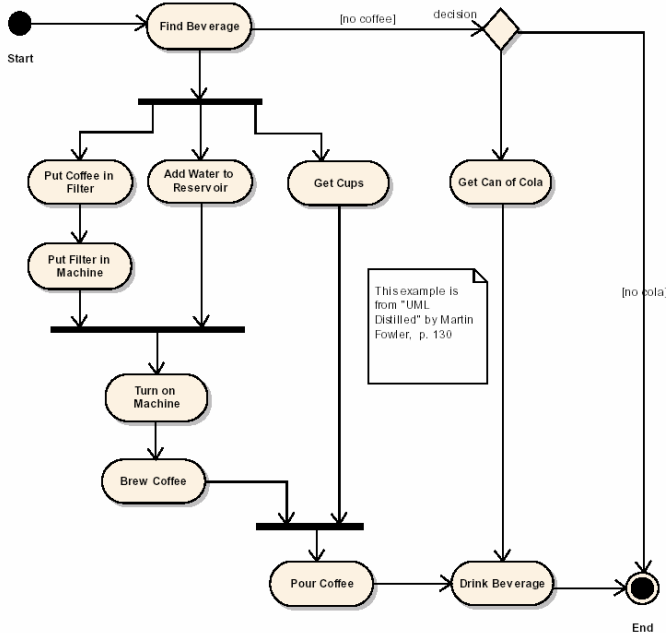 Find Beverage
[no coffee]
decision
Start
Put Coffee in
Filter
Add Water to
Reservoir
Get Cups
Get Can of Cola
Put Filter in
Machine
This example is
from "UML
Distilled" by Martin
Fowler, p. 130
[no cola]
Turn on
Machine
Brew Coffee
Pour Coffee
Drink Beverage
End